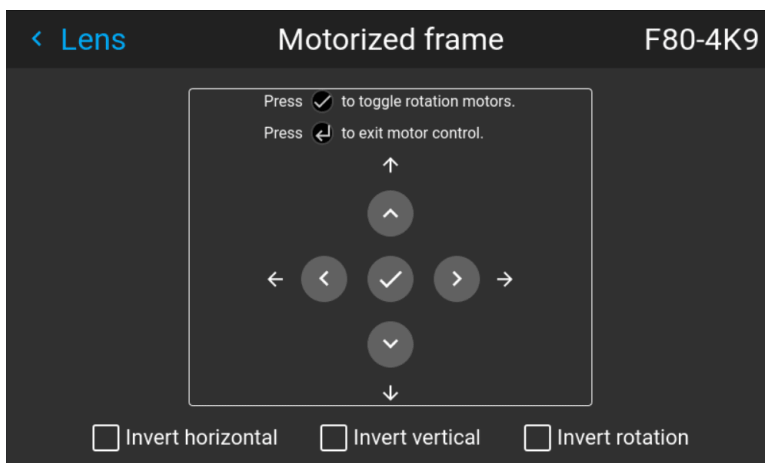 Lens Motorized frame F80-4K9
Press to toggle rotation motors.
Press to exit motor control.
Invert horizontal Invert vertical Invert rotation